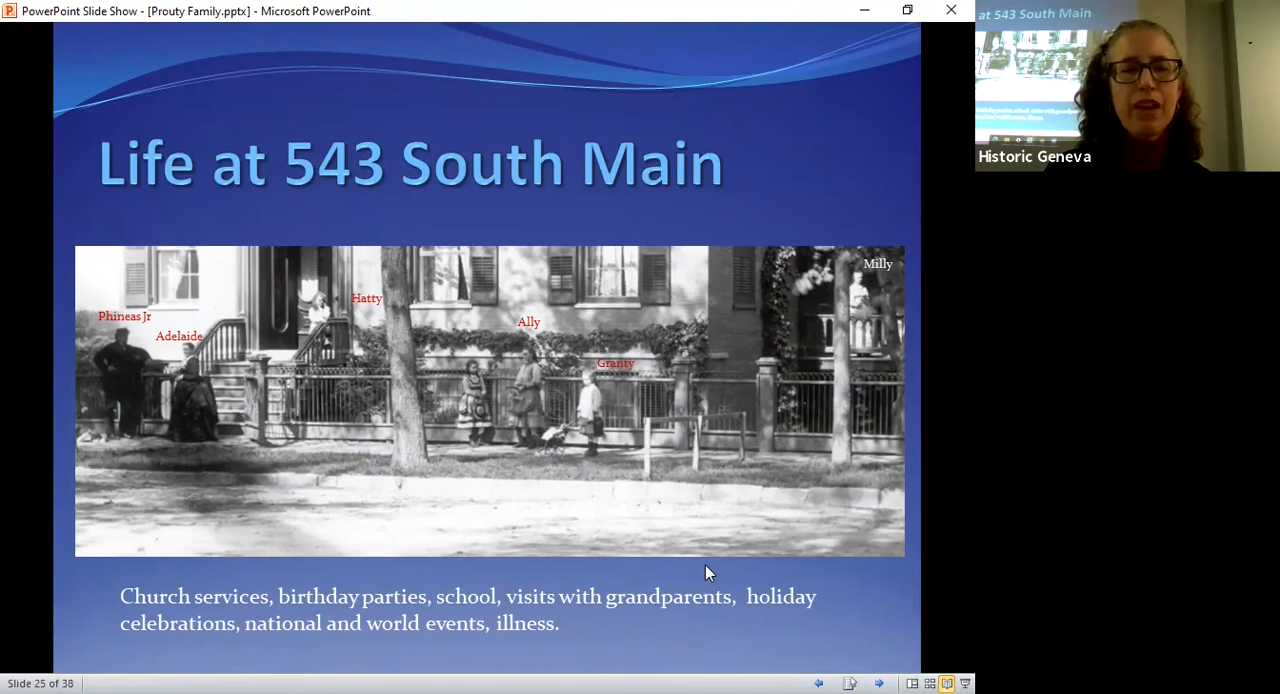 PowerPoint Slide Show - [Prouty Family.pptx] - Microsoft PowerPoint
Life at 543 South Main
Milly
Hatty
Phineas Jr
Ally
Adelaide
Granty
Church services, birthday parties, school, visits with grandparents, holiday
celebrations, national and world events, illness.
Slide 25 of 38
at 543 South Main
Historic Geneva